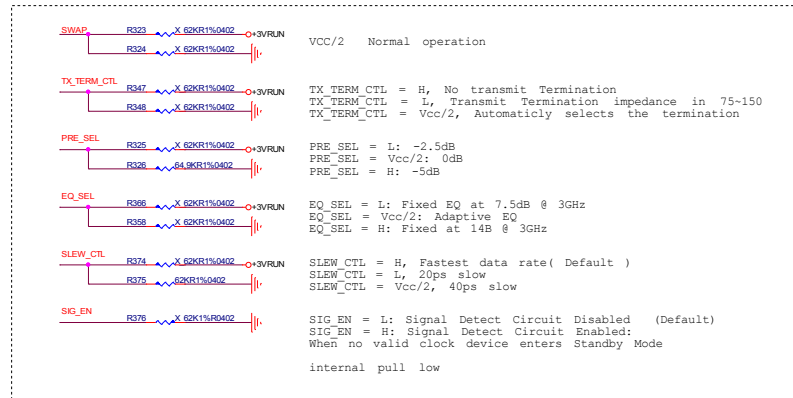 SWAP R323 X 62KR1%0402 +3VRUN
R324 X 62KR1%0402
VCC/2 Normal operation
TX_TERM_CTL R347 X 62KR1%0402 +3VRUN
R348 X 62KR1%0402
TX_TERM_CTL = H, No transmit Termination
TX_TERM_CTL = L, Transmit Termination impedance in 75~150
TX_TERM_CTL = Vcc/2, Automaticly selects the termination
PRE_SEL R325 X 62KR1%0402 +3VRUN
R326 64.9KR1%0402
PRE_SEL = L: -2.5dB
PRE_SEL = Vcc/2: 0dB
PRE_SEL = H: -5dB
EQ_SEL R366 X 62KR1%0402 +3VRUN
R358 X 62KR1%0402
EQ_SEL = L: Fixed EQ at 7.5dB @ 3GHz
EQ_SEL = Vcc/2: Adaptive EQ
EQ_SEL = H: Fixed at 14B @ 3GHz
SLEW_CTL R374 X 62KR1%0402 +3VRUN
R375 62KR1%0402
SLEW_CTL = H, Fastest data rate( Default )
SLEW_CTL = L, 20ps slow
SLEW_CTL = Vcc/2, 40ps slow
SIG_EN R376 X 62K1%R0402
SIG_EN = L: Signal Detect Circuit Disabled (Default)
SIG_EN = H: Signal Detect Circuit Enabled:
When no valid clock device enters Standby Mode
internal pull low